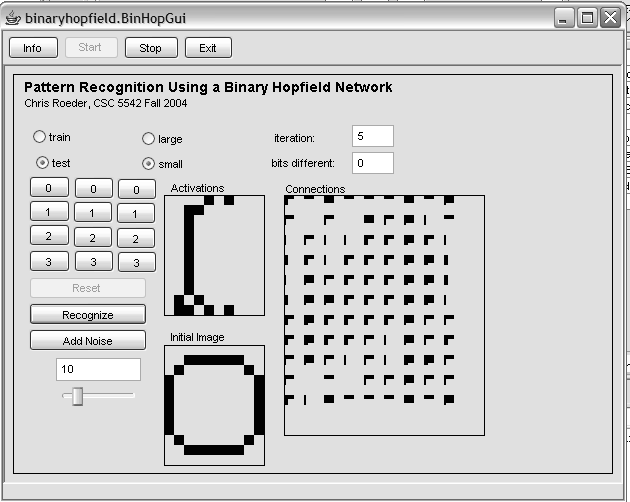 binaryhopfield.BinHopGui
Info Start Stop Exit
Pattern Recognition Using a Binary Hopfield Network
Chris Roeder, CSC 5542 Fall 2004
train large iteration: 5
test small bits different: 0
0 0 0 Activations Connections
1 1 1
2 2 2
3 3 3
Reset
Recognize
Add Noise Initial Image
10